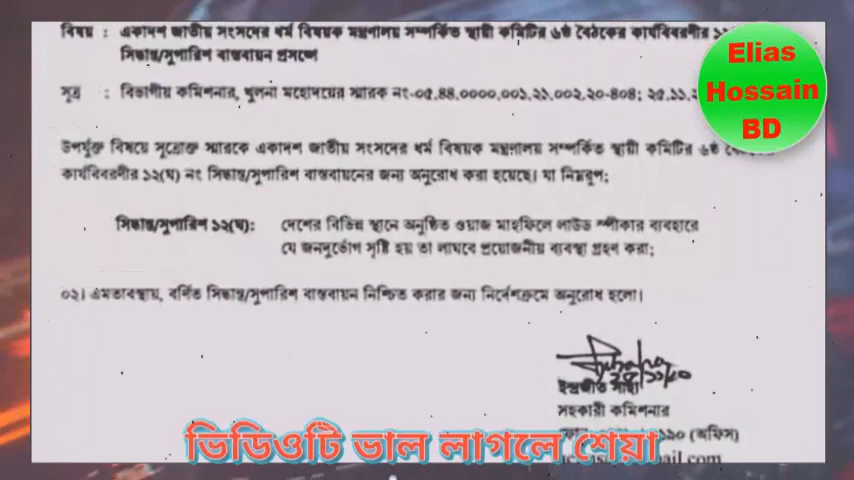 বিষয় : একাদশ জাতীয় সংসদের ধর্ম বিষয়ক মন্ত্রণালয় সম্পর্কিত স্থায়ী কমিটির ৬ষ্ঠ বৈঠকের কার্যবিবরণীর
সিদ্ধান্ত/সুপারিশ বাস্তবায়ন প্রসঙ্গে
সূত্র : বিভাগীয় কমিশনার, খুলনা মহোদয়ের স্মারক নং-০৫.৪৪.০০০০.০০১.২১.০০২.২০-৪০৪; ২৫.১১.
Elias
Hossain
BD
উপর্যুক্ত বিষয়ে সূত্রোক্ত স্মারকে একাদশ জাতীয় সংসদের ধর্ম বিষয়ক মন্ত্রণালয় সম্পর্কিত স্থায়ী কমিটির ৬ষ্ঠ
কার্যবিবরণীর ১২(ঘ) নং সিদ্ধান্ত/সুপারিশ বাস্তবায়নের জন্য অনুরোধ করা হয়েছে। যা নিম্নরূপ;
সিদ্ধান্ত/সুপারিশ ১২(ঘ): দেশের বিভিন্ন স্থানে অনুষ্ঠিত ওয়াজ মাহফিলে লাউড স্পীকার ব্যবহারে
যে জনদুর্ভোগ সৃষ্টি হয় তা লাঘবে প্রয়োজনীয় ব্যবস্থা গ্রহণ করা;
০২। এমতাবস্থায়, বর্ণিত সিদ্ধান্ত/সুপারিশ বাস্তবায়ন নিশ্চিত করার জন্য নির্দেশক্রমে অনুরোধ হলো।
ইন্দ্রজীত সাহা
সহকারী কমিশনার
(অফিস)
ভিডিওটি ভাল লাগলে শেয়া